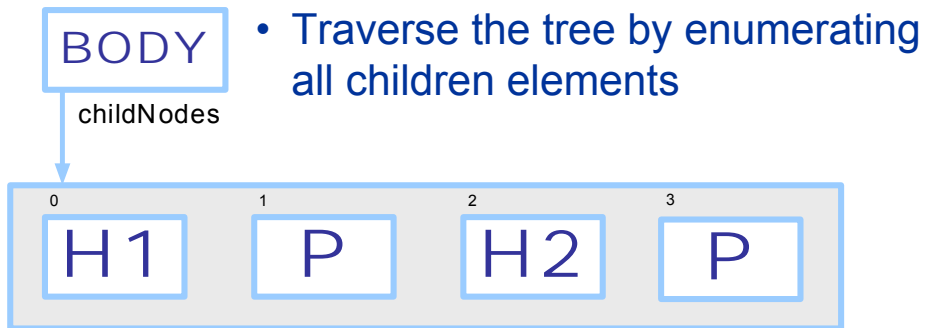 BODY
• Traverse the tree by enumerating
all children elements
childNodes
0 1 2 3
H1 P H2 P